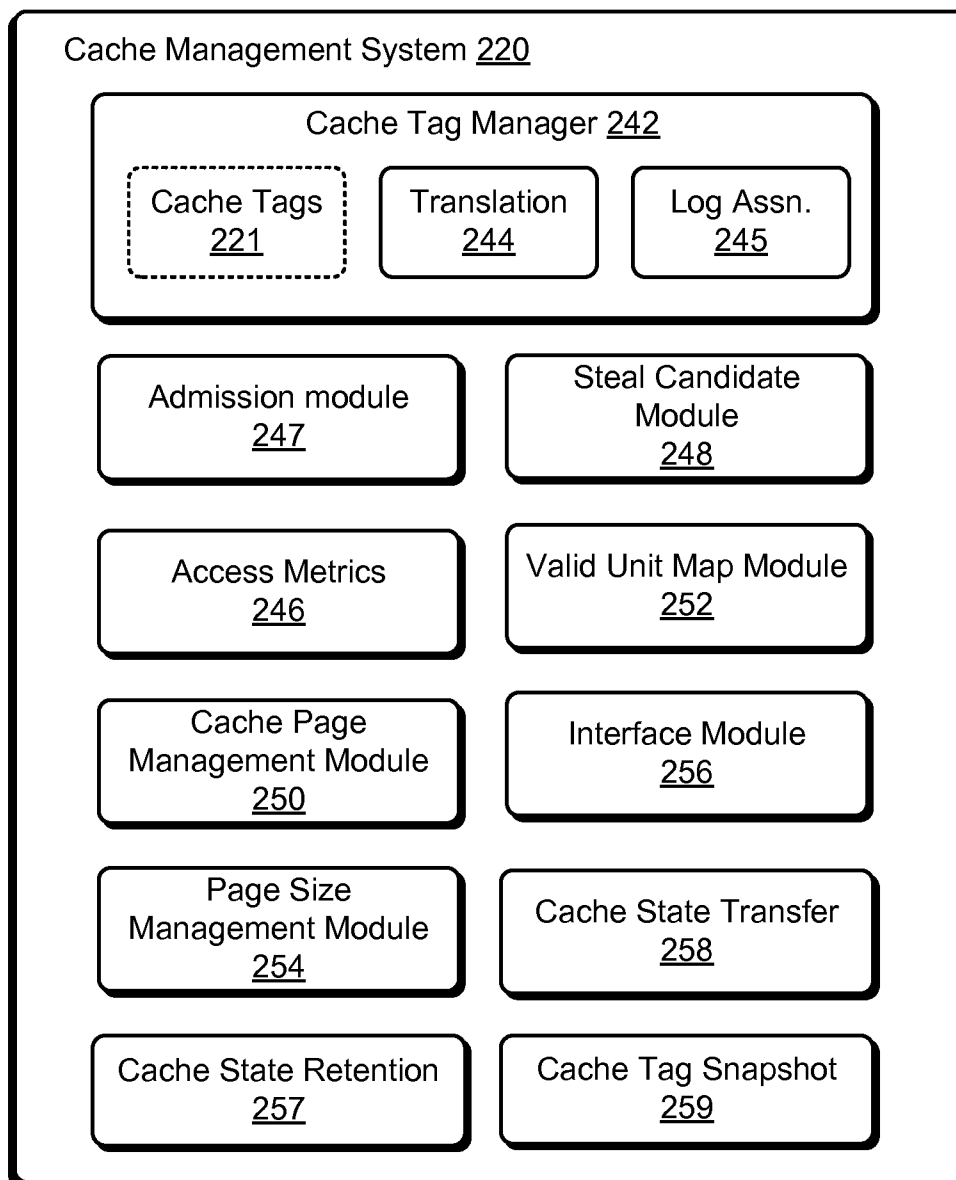 Cache Management System 220
Cache Tag Manager 242
Cache Tags
221
Translation
244
Log Assn.
245
Admission module
247
Steal Candidate
Module
248
Access Metrics
246
Valid Unit Map Module
252
Cache Page
Management Module
250
Interface Module
256
Page Size
Management Module
254
Cache State Transfer
258
Cache State Retention
257
Cache Tag Snapshot
259